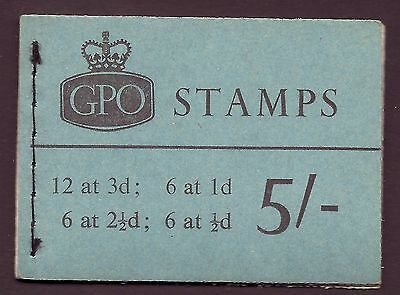 GPO STAMPS
12 at 3d; 6 at 1d
6 at 2½d; 6 at ½d
5/-